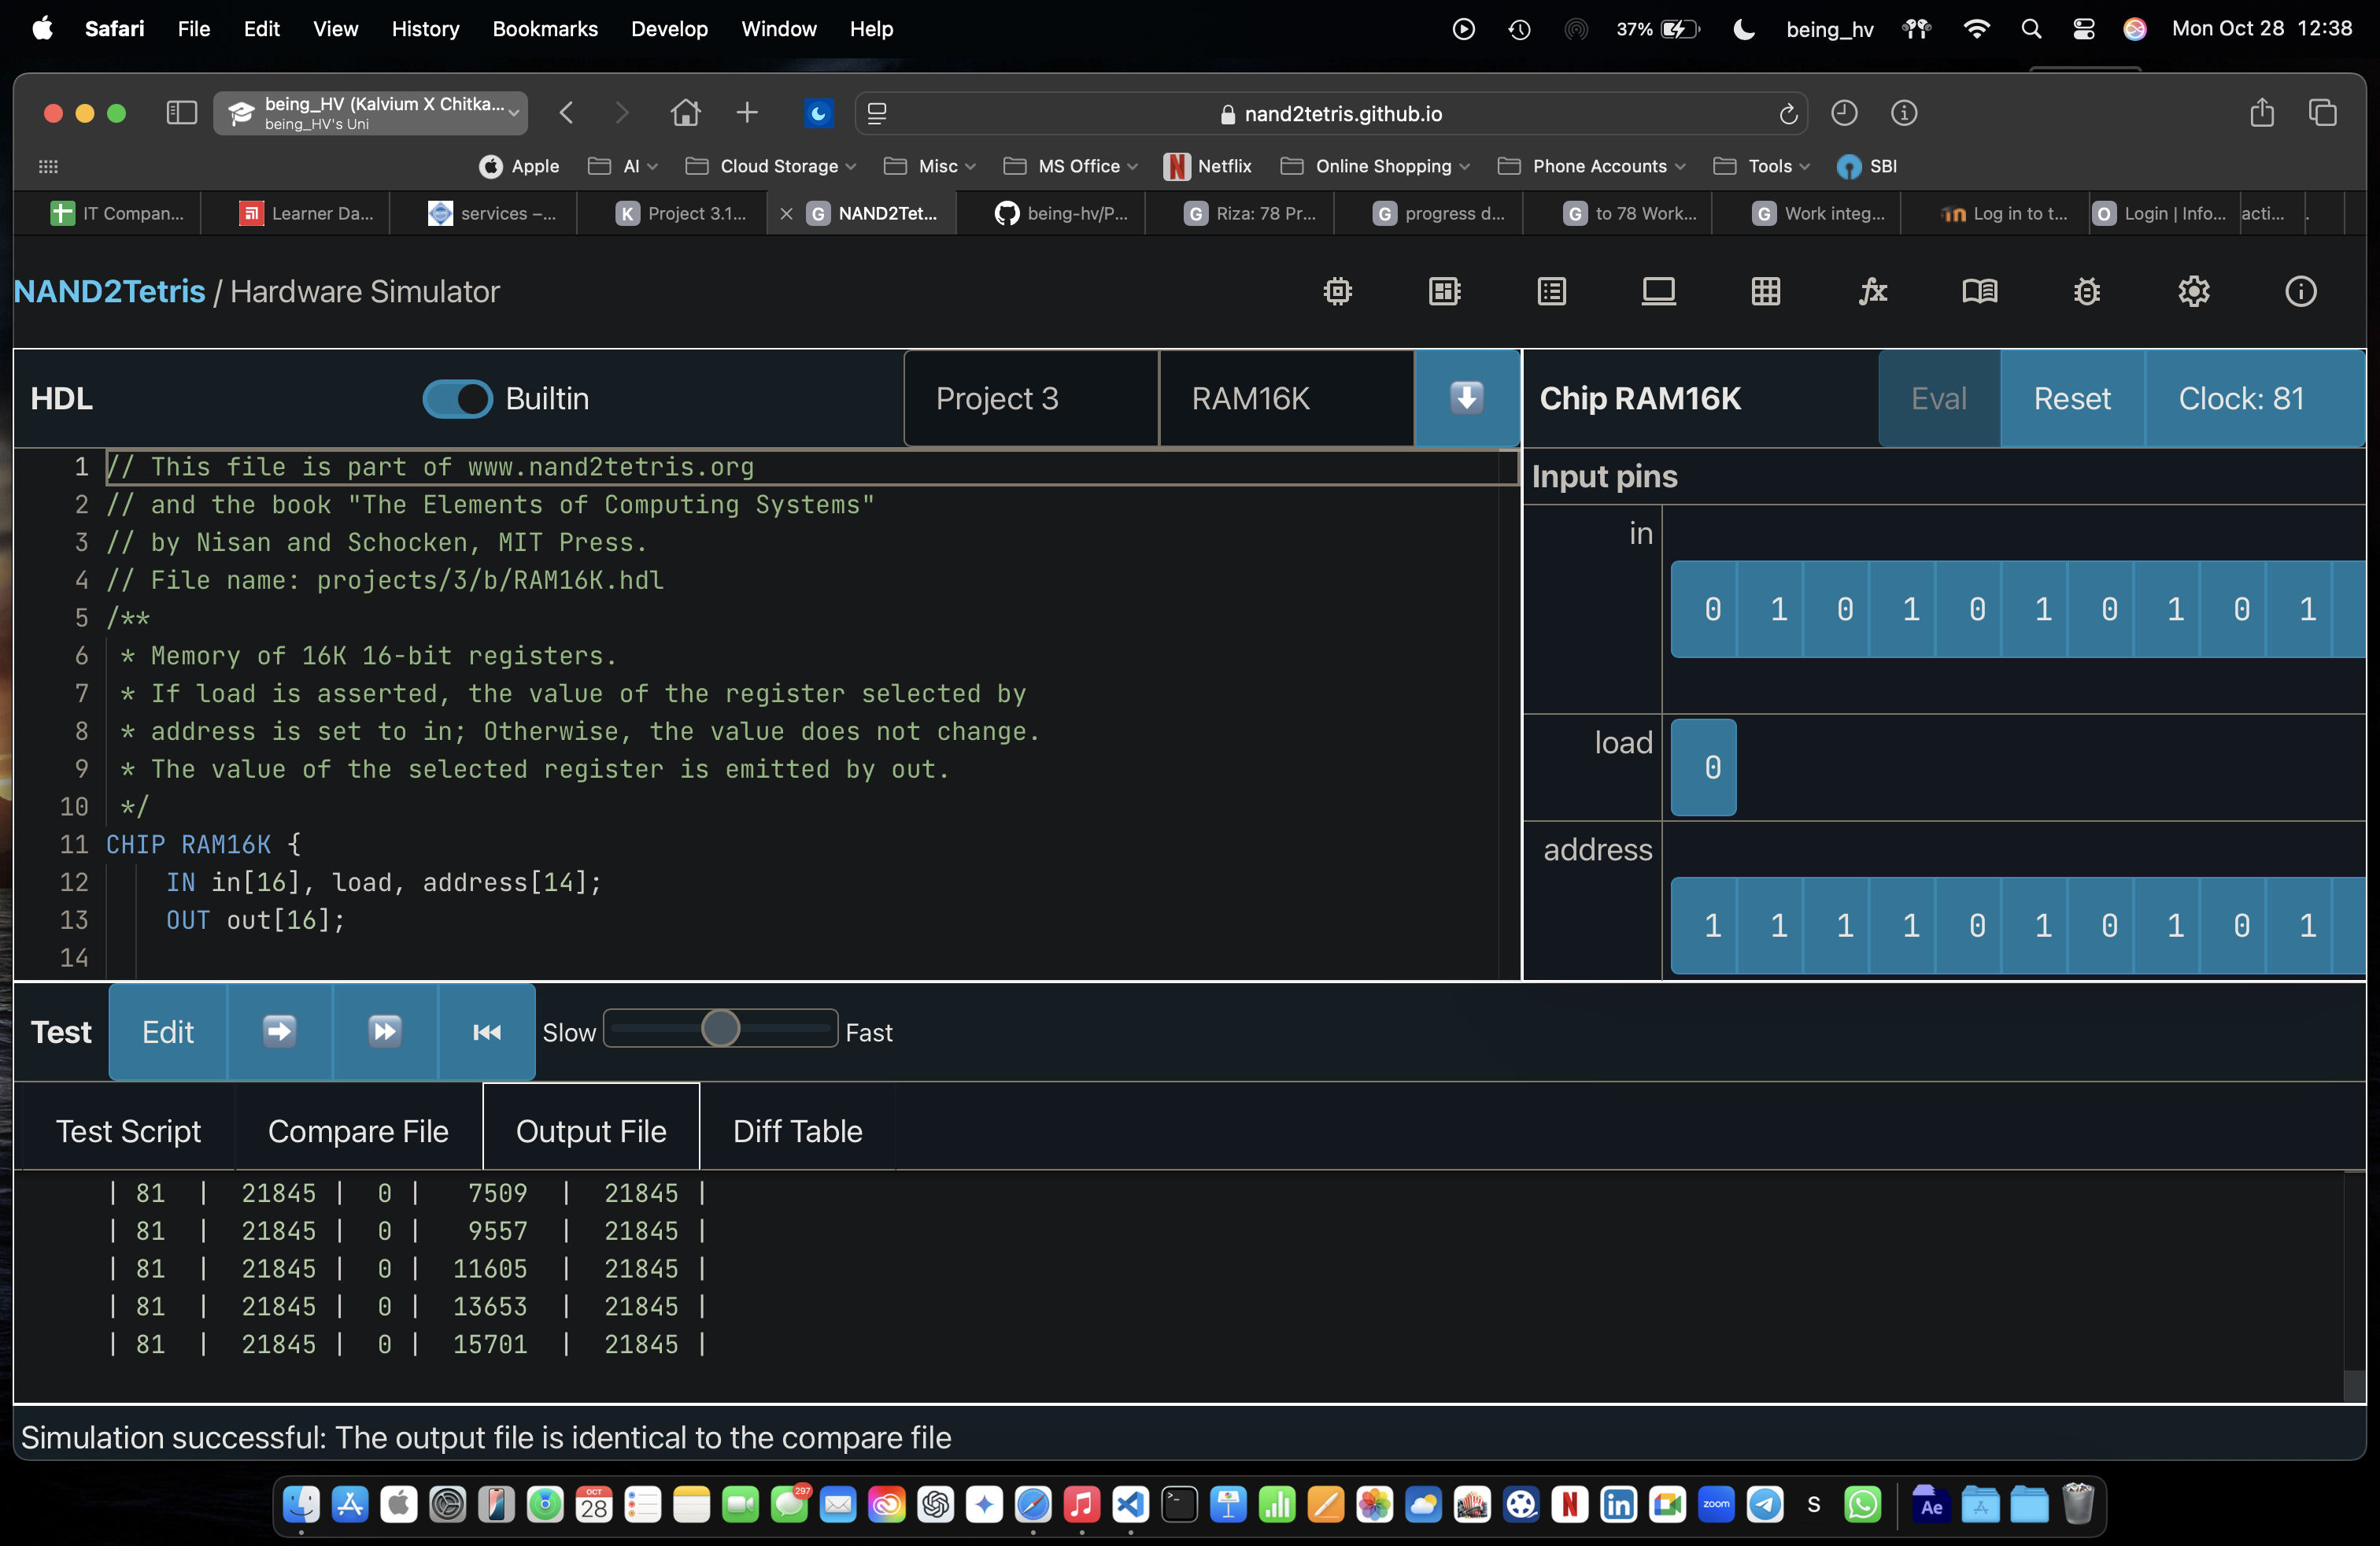 Safari File Edit View History Bookmarks Develop Window Help 37% being_hv Mon Oct 28 12:38
being_HV (Kalvium X Chitka...
being_HV's Uni
nand2tetris.github.io
Apple AI Cloud Storage Misc MS Office Netflix Online Shopping Phone Accounts Tools SBI
IT Compan... Learner Da... services –... K Project 3.1... G NAND2Tet... being-hv/P... G Riza: 78 Pr... G progress d... G to 78 Work... G Work integ... Log in to t... O Login | Info... acti... .
NAND2Tetris / Hardware Simulator
HDL Builtin Project 3 RAM16K Chip RAM16K Eval Reset Clock: 81
1 // This file is part of www.nand2tetris.org
2 // and the book "The Elements of Computing Systems"
3 // by Nisan and Schocken, MIT Press.
4 // File name: projects/3/b/RAM16K.hdl
5 /**
6 * Memory of 16K 16-bit registers.
7 * If load is asserted, the value of the register selected by
8 * address is set to in; Otherwise, the value does not change.
9 * The value of the selected register is emitted by out.
10 */
11 CHIP RAM16K {
12 IN in[16], load, address[14];
13 OUT out[16];
14
Input pins
in
0 1 0 1 0 1 0 1 0 1
load
0
address
1 1 1 1 0 1 0 1 0 1
Test Edit Slow Fast
Test Script Compare File Output File Diff Table
| 81 | 21845 | 0 | 7509 | 21845 |
| 81 | 21845 | 0 | 9557 | 21845 |
| 81 | 21845 | 0 | 11605 | 21845 |
| 81 | 21845 | 0 | 13653 | 21845 |
| 81 | 21845 | 0 | 15701 | 21845 |
Simulation successful: The output file is identical to the compare file
OCT
28
297
N
in
zoom
S
Ae